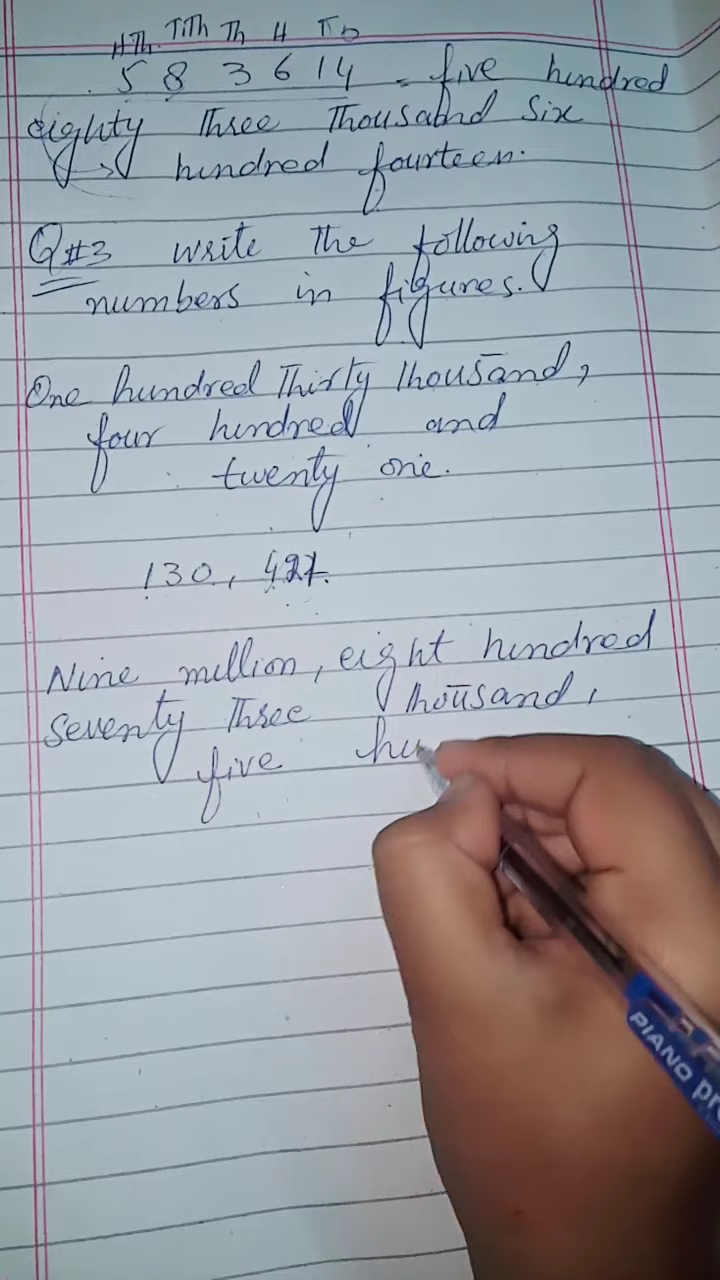 HTh TiTh Th H T O
5 8 3 6 1 4 = five hundred
eighty Three Thousand six
hundred fourteen.
Q#3 write the following
numbers in figures.
One hundred Thirty thousand,
four hundred and
twenty one.
130, 421.
Nine million, eight hundred
seventy three thousand,
five hu
PIANO